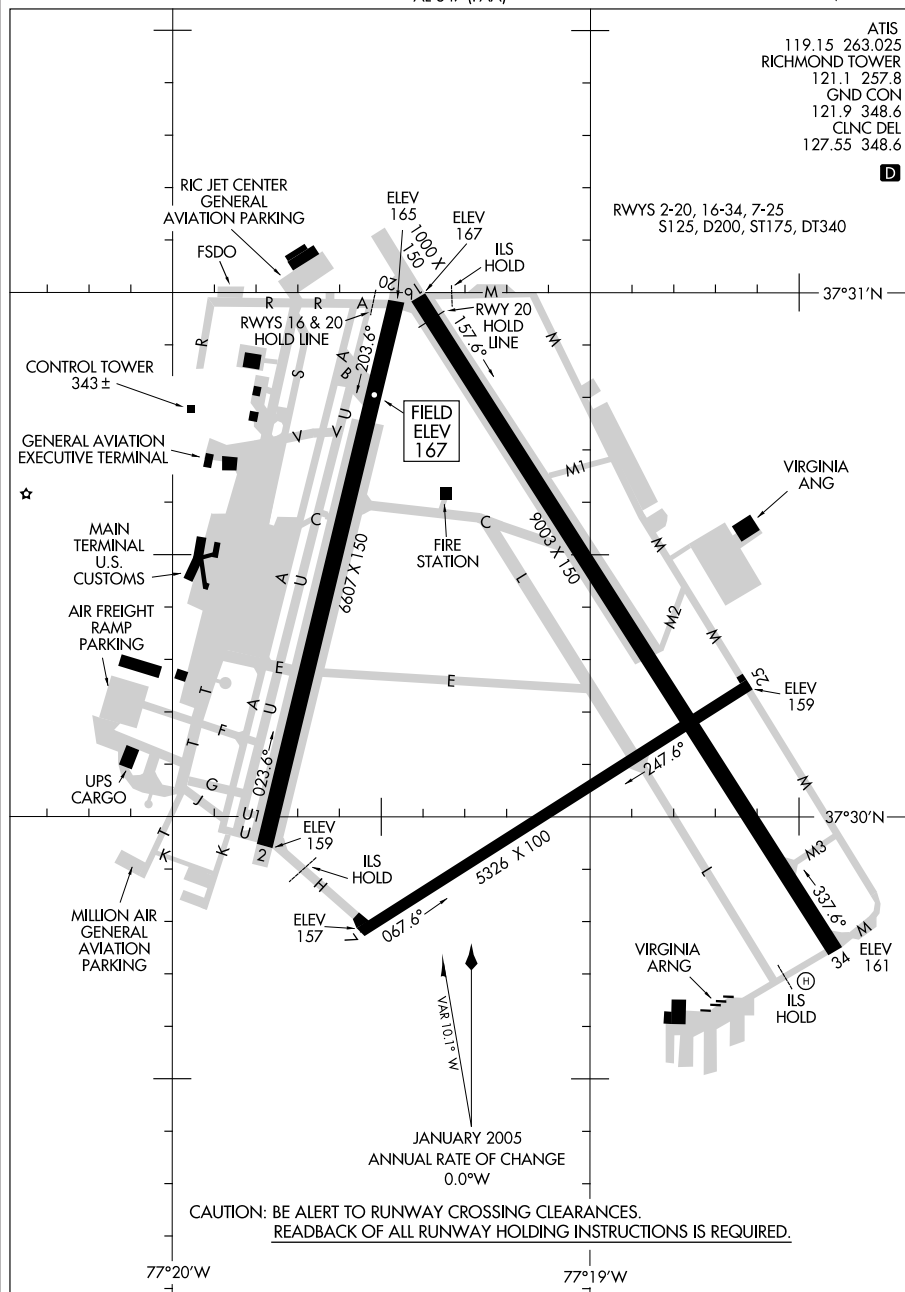 ATIS
119.15 263.025
RICHMOND TOWER
121.1 257.8
GND CON
121.9 348.6
CLNC DEL
127.55 348.6
D
RWYS 2-20, 16-34, 7-25
S125, D200, ST175, DT340
RIC JET CENTER
GENERAL
AVIATION PARKING
FSDO
ELEV
165
ELEV
167
1000 X
150
ILS
HOLD
20
16
M
37°31'N
R
R
A
RWYS 16 & 20
HOLD LINE
RWY 20
HOLD
LINE
203.6°
157.6°
M
R
A
B
S
CONTROL TOWER
343 ±
U
V
V
FIELD
ELEV
167
GENERAL AVIATION
EXECUTIVE TERMINAL
M1
VIRGINIA
ANG
C
C
FIRE
STATION
9003 X 150
M
MAIN
TERMINAL
U.S.
CUSTOMS
A
U
6607 X 150
L
AIR FREIGHT
RAMP
PARKING
M2
M
E
E
T
A
U
25
ELEV
159
F
T
023.6°
247.6°
UPS
CARGO
G
J
U1
U
M
37°30'N
T
K
K
2
ELEV
159
ILS
HOLD
H
5326 X 100
M3
L
MILLION AIR
GENERAL
AVIATION
PARKING
ELEV
157
7
067.6°
337.6°
M
34
ELEV
161
VIRGINIA
ARNG
H
ILS
HOLD
VAR 10.1° W
JANUARY 2005
ANNUAL RATE OF CHANGE
0.0°W
CAUTION: BE ALERT TO RUNWAY CROSSING CLEARANCES.
READBACK OF ALL RUNWAY HOLDING INSTRUCTIONS IS REQUIRED.
77°20'W
77°19'W